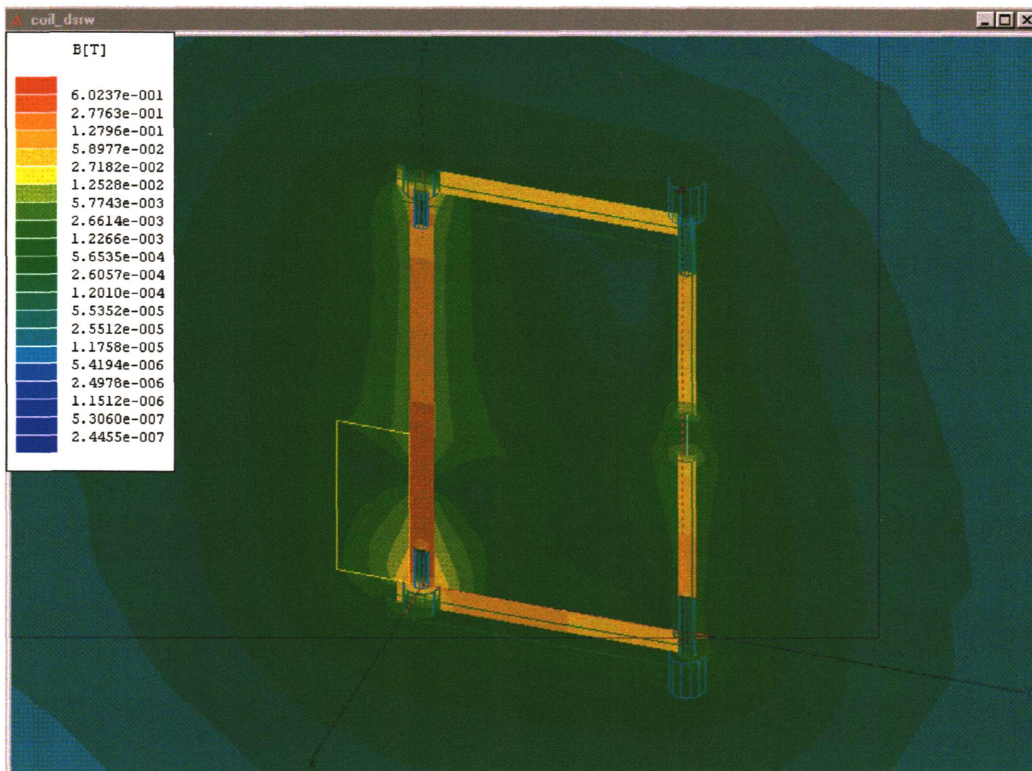 coil_dsrw
B[T]
6.0237e-001
2.7763e-001
1.2796e-001
5.8977e-002
2.7182e-002
1.2528e-002
5.7743e-003
2.6614e-003
1.2266e-003
5.6535e-004
2.6057e-004
1.2010e-004
5.5352e-005
2.5512e-005
1.1758e-005
5.4194e-006
2.4978e-006
1.1512e-006
5.3060e-007
2.4455e-007